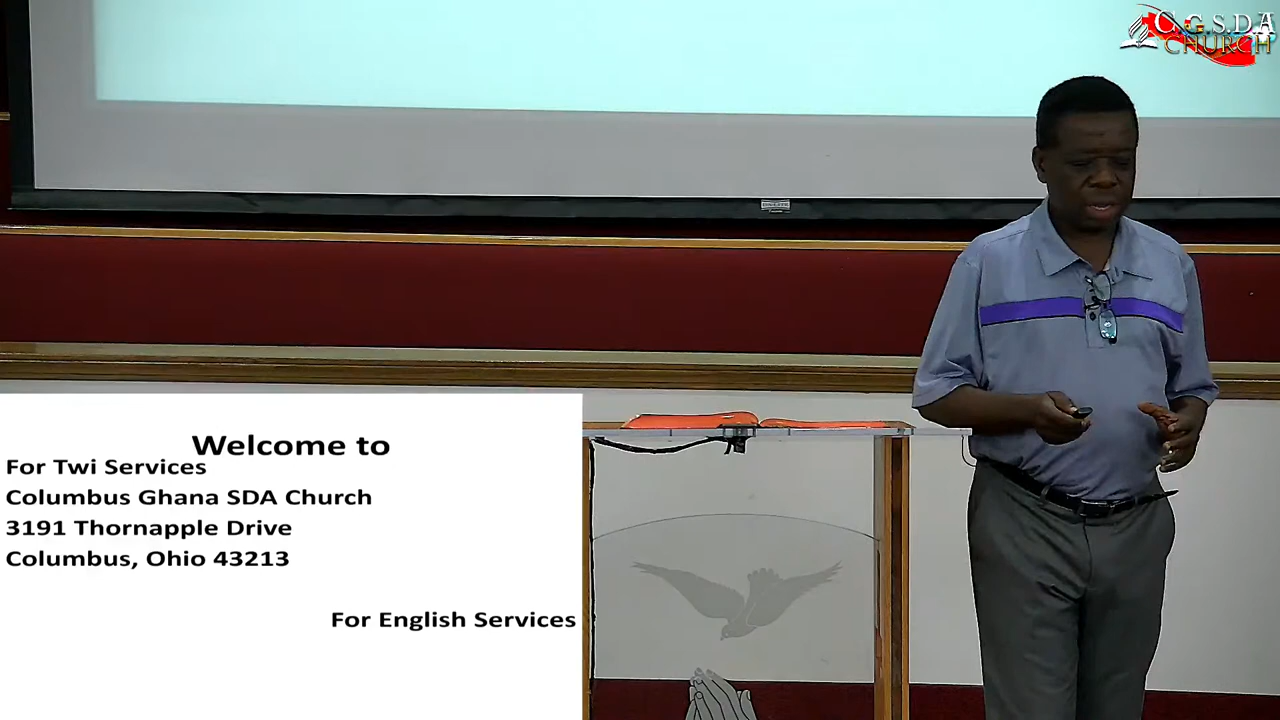 C.G.S.D.A
CHURCH
Welcome to
For Twi Services
Columbus Ghana SDA Church
3191 Thornapple Drive
Columbus, Ohio 43213
For English Services